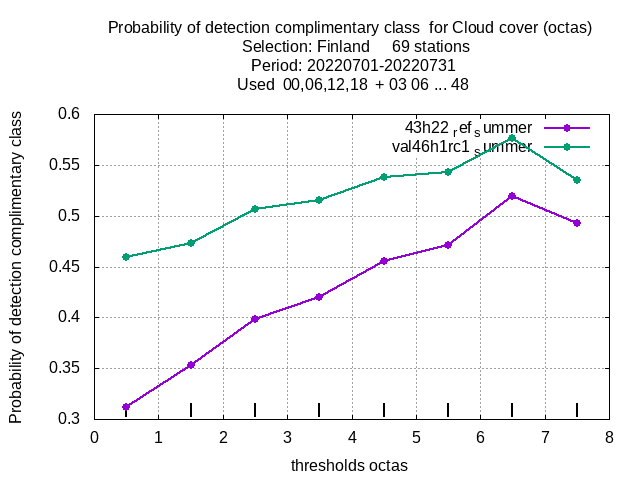 Probability of detection complimentary class for Cloud cover (octas)
Selection: Finland 69 stations
Period: 20220701-20220731
Used 00,06,12,18 + 03 06 ... 48
43h22 ref summer
val46h1rc1 summer
Probability of detection complimentary class
0.6
0.55
0.5
0.45
0.4
0.35
0.3
0 1 2 3 4 5 6 7 8
thresholds octas